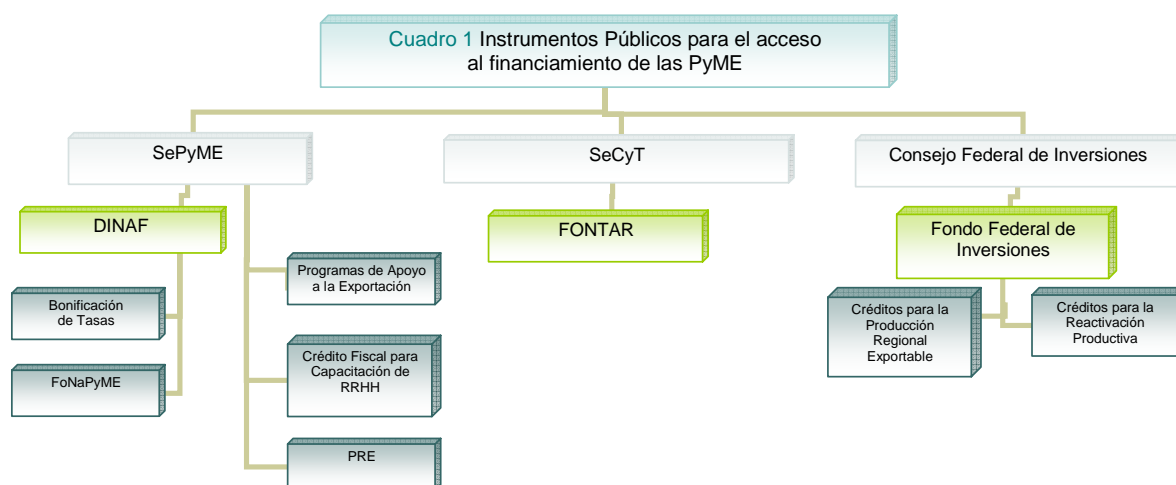 Cuadro 1 Instrumentos Públicos para el acceso
al financiamiento de las PyME
SePyME
SeCyT
Consejo Federal de Inversiones
DINAF
FONTAR
Fondo Federal de
Inversiones
Programas de Apoyo
a la Exportación
Bonificación
de Tasas
Créditos para la
Producción
Regional
Exportable
Créditos para la
Reactivación
Productiva
Crédito Fiscal para
Capacitación de
RRHH
FoNaPyME
PRE